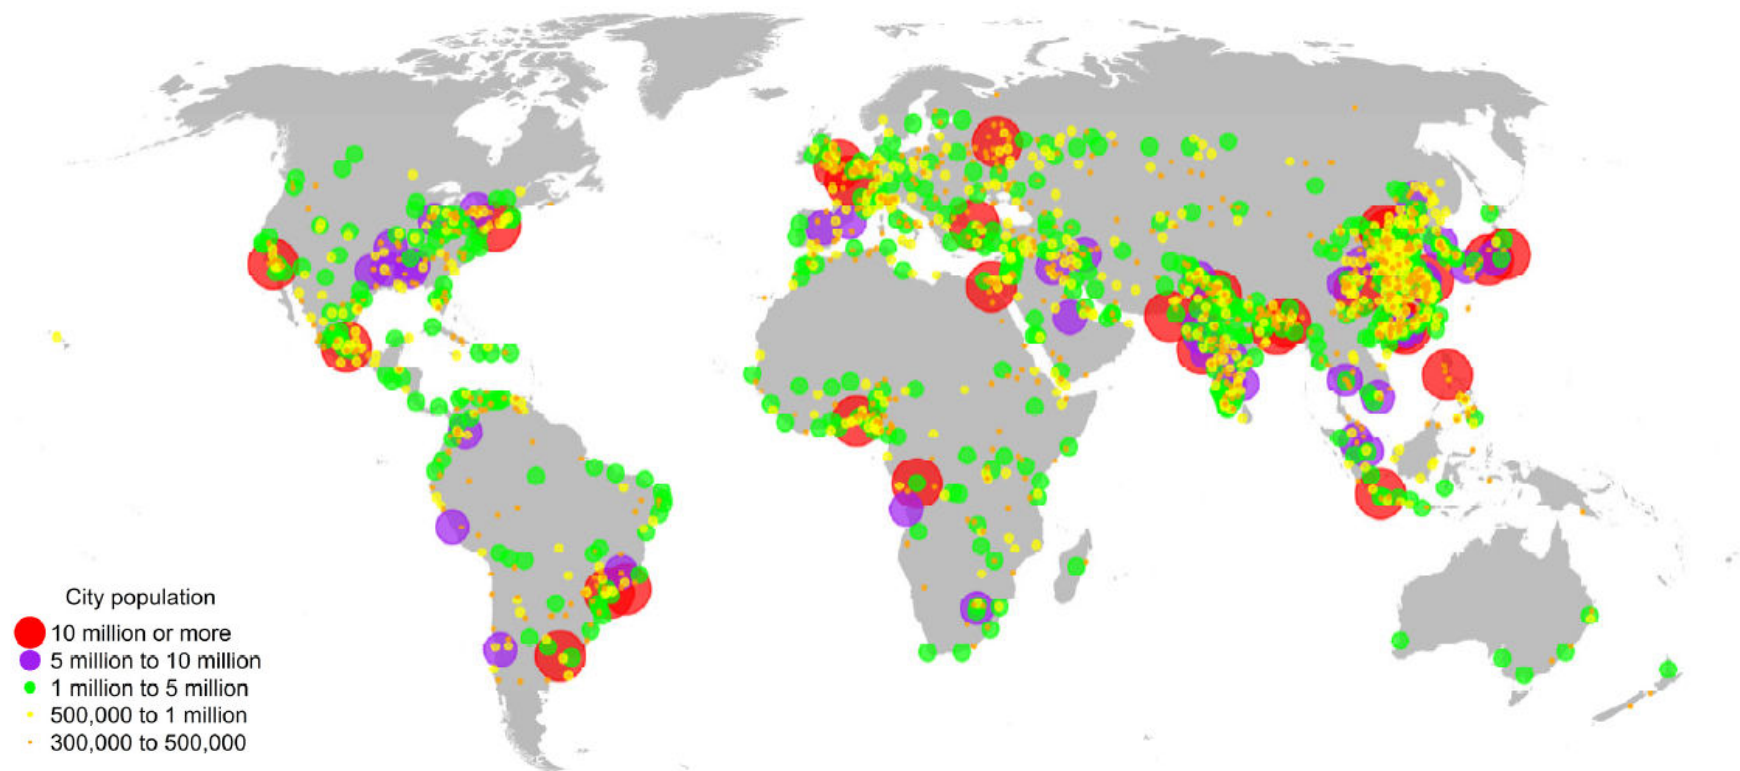 City population
10 million or more
5 million to 10 million
1 million to 5 million
500,000 to 1 million
300,000 to 500,000